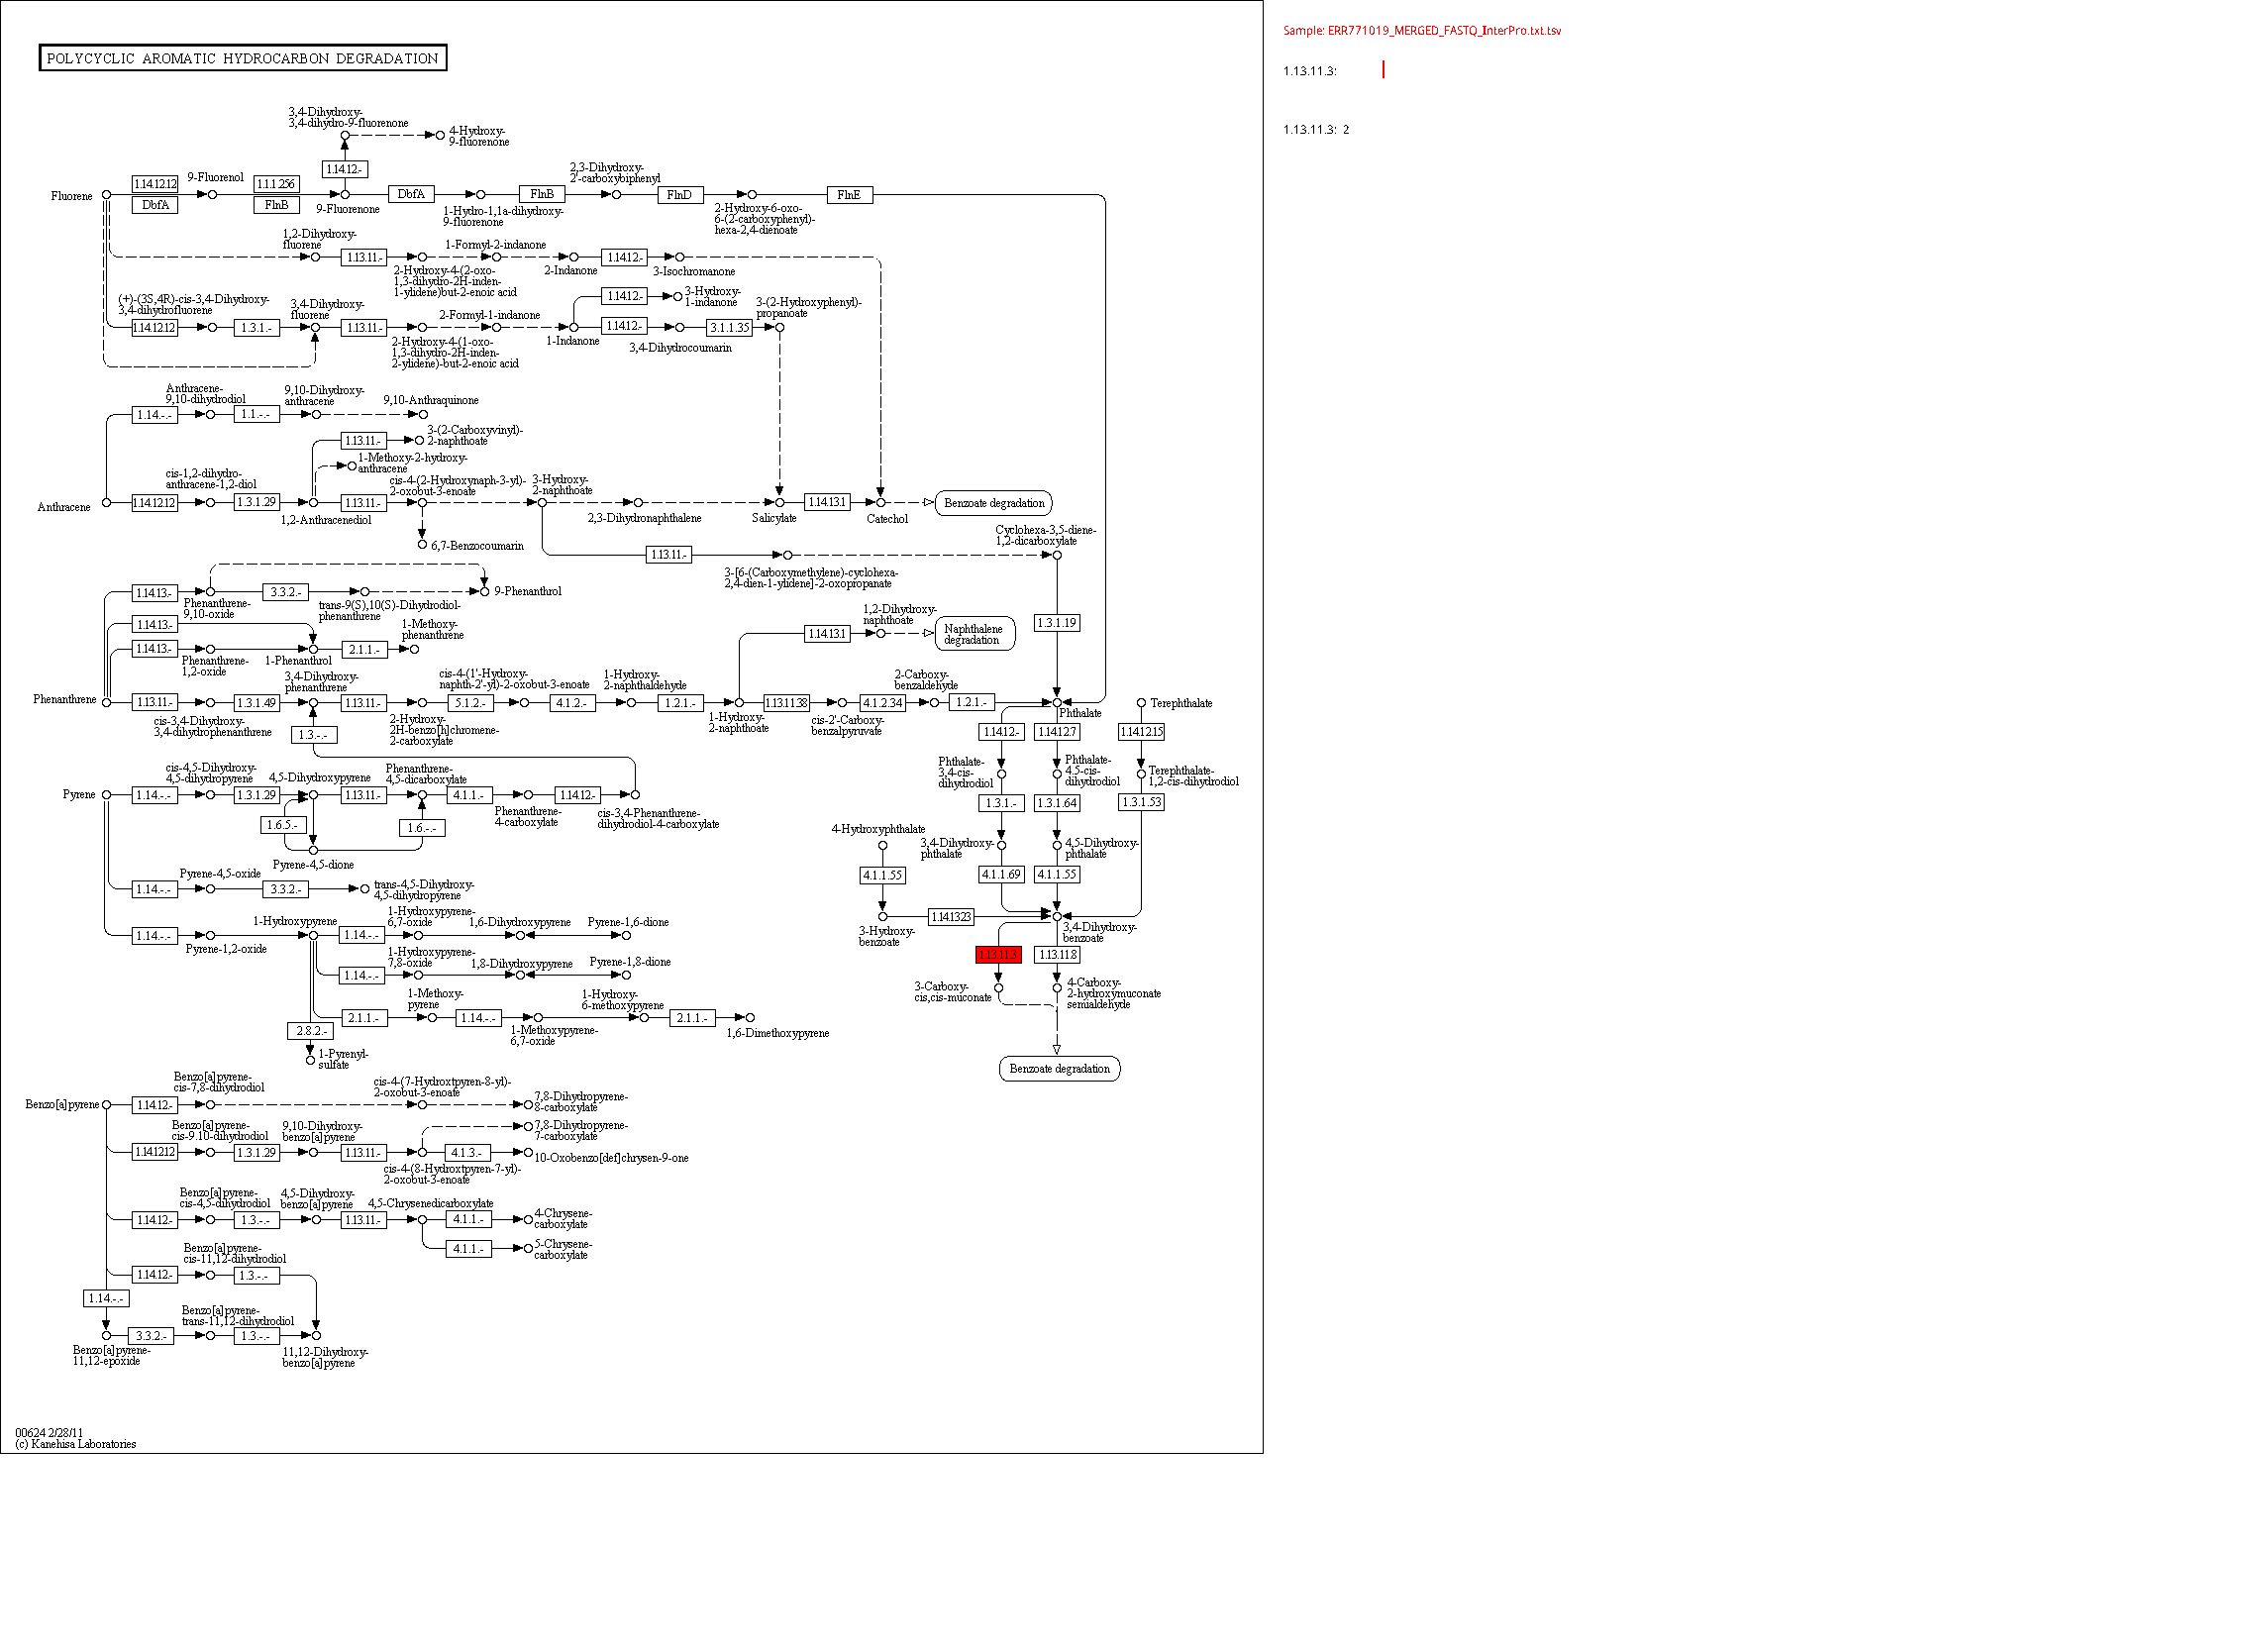 POLYCYCLIC AROMATIC HYDROCARBON DEGRADATION
Sample: ERR771019_MERGED_FASTQ_InterPro.txt.tsv
1.13.11.3:
1.13.11.3: 2
3,4-Dihydroxy-
3,4-dihydro-9-fluorenone
4-Hydroxy-
9-fluorenone
1.14.12.-
Fluorene
1.14.12.12
DbfA
9-Fluorenol
1.1.1.256
FlnB
9-Fluorenone
DbfA
1-Hydro-1,1a-dihydroxy-
9-fluorenone
FlnB
2,3-Dihydroxy-
2'-carboxybiphenyl
FlnD
2-Hydroxy-6-oxo-
6-(2-carboxyphenyl)-
hexa-2,4-dienoate
FlnE
1,2-Dihydroxy-
fluorene
1.13.11.-
2-Hydroxy-4-(2-oxo-
1,3-dihydro-2H-inden-
1-ylidene)but-2-enoic acid
1-Formyl-2-indanone
2-Indanone
1.14.12.-
3-Isochromanone
(+)-(3S,4R)-cis-3,4-Dihydroxy-
3,4-dihydrofluorene
1.14.12.12
1.3.1.-
3,4-Dihydroxy-
fluorene
1.13.11.-
2-Hydroxy-4-(1-oxo-
1,3-dihydro-2H-inden-
2-ylidene)-but-2-enoic acid
2-Formyl-1-indanone
1-Indanone
1.14.12.-
3-Hydroxy-
1-indanone
1.14.12.-
3,4-Dihydrocoumarin
3.1.1.35
3-(2-Hydroxyphenyl)-
propanoate
Anthracene-
9,10-dihydrodiol
1.14.-.-
1.1.-.-
9,10-Dihydroxy-
anthracene
9,10-Anthraquinone
1.13.11.-
3-(2-Carboxyvinyl)-
2-naphthoate
1-Methoxy-2-hydroxy-
anthracene
Anthracene
1.14.12.12
cis-1,2-dihydro-
anthracene-1,2-diol
1.3.1.29
1,2-Anthracenediol
1.13.11.-
cis-4-(2-Hydroxynaph-3-yl)-
2-oxobut-3-enoate
6,7-Benzocoumarin
3-Hydroxy-
2-naphthoate
2,3-Dihydronaphthalene
Salicylate
1.14.13.1
Catechol
Benzoate degradation
1.13.11.-
3-[6-(Carboxymethylene)-cyclohexa-
2,4-dien-1-ylidene]-2-oxopropanate
Cyclohexa-3,5-diene-
1,2-dicarboxylate
1.3.1.19
1.14.13.-
Phenanthrene-
9,10-oxide
3.3.2.-
trans-9(S),10(S)-Dihydrodiol-
phenanthrene
9-Phenanthrol
1.14.13.-
1.14.13.-
Phenanthrene-
1,2-oxide
1-Phenanthrol
2.1.1.-
1-Methoxy-
phenanthrene
1.14.13.1
1,2-Dihydroxy-
naphthoate
Naphthalene
degradation
Phenanthrene
1.13.11.-
cis-3,4-Dihydroxy-
3,4-dihydrophenanthrene
1.3.1.49
3,4-Dihydroxy-
phenanthrene
1.13.11.-
2-Hydroxy-
2H-benzo[h]chromene-
2-carboxylate
5.1.2.-
cis-4-(1'-Hydroxy-
naphth-2'-yl)-2-oxobut-3-enoate
4.1.2.-
1-Hydroxy-
2-naphthaldehyde
1.2.1.-
1-Hydroxy-
2-naphthoate
1.13.11.38
cis-2'-Carboxy-
benzalpyruvate
4.1.2.34
2-Carboxy-
benzaldehyde
1.2.1.-
Phthalate
Terephthalate
1.3.-.-
1.14.12.-
1.14.12.7
1.14.12.15
Phthalate-
3,4-cis-
dihydrodiol
Phthalate-
4,5-cis-
dihydrodiol
Terephthalate-
1,2-cis-dihydrodiol
1.3.1.-
1.3.1.64
1.3.1.53
Pyrene
1.14.-.-
cis-4,5-Dihydroxy-
4,5-dihydropyrene
1.3.1.29
4,5-Dihydroxypyrene
1.13.11.-
Phenanthrene-
4,5-dicarboxylate
4.1.1.-
Phenanthrene-
4-carboxylate
1.14.12.-
cis-3,4-Phenanthrene-
dihydrodiol-4-carboxylate
1.6.5.-
1.6.-.-
Pyrene-4,5-dione
4-Hydroxyphthalate
3,4-Dihydroxy-
phthalate
4,5-Dihydroxy-
phthalate
4.1.1.55
4.1.1.69
4.1.1.55
1.14.-.-
Pyrene-4,5-oxide
3.3.2.-
trans-4,5-Dihydroxy-
4,5-dihydropyrene
3-Hydroxy-
benzoate
1.14.13.23
3,4-Dihydroxy-
benzoate
1.14.-.-
Pyrene-1,2-oxide
1-Hydroxypyrene
1.14.-.-
1-Hydroxypyrene-
6,7-oxide
1,6-Dihydroxypyrene
Pyrene-1,6-dione
1.14.-.-
1-Hydroxypyrene-
7,8-oxide
1,8-Dihydroxypyrene
Pyrene-1,8-dione
1.13.11.3
1.13.11.8
3-Carboxy-
cis,cis-muconate
4-Carboxy-
2-hydroxymuconate
semialdehyde
2.1.1.-
1-Methoxy-
pyrene
1.14.-.-
1-Methoxypyrene-
6,7-oxide
1-Hydroxy-
6-methoxypyrene
2.1.1.-
1,6-Dimethoxypyrene
2.8.2.-
1-Pyrenyl-
sulfate
Benzoate degradation
Benzo[a]pyrene
1.14.12.-
Benzo[a]pyrene-
cis-7,8-dihydrodiol
cis-4-(7-Hydroxtpyren-8-yl)-
2-oxobut-3-enoate
7,8-Dihydropyrene-
8-carboxylate
1.14.12.12
Benzo[a]pyrene-
cis-9.10-dihydrodiol
1.3.1.29
9,10-Dihydroxy-
benzo[a]pyrene
1.13.11.-
cis-4-(8-Hydroxtpyren-7-yl)-
2-oxobut-3-enoate
7,8-Dihydropyrene-
7-carboxylate
4.1.3.-
10-Oxobenzo[def]chrysen-9-one
1.14.12.-
Benzo[a]pyrene-
cis-4,5-dihydrodiol
1.3.-.-
4,5-Dihydroxy-
benzo[a]pyrene
1.13.11.-
4,5-Chrysenedicarboxylate
4.1.1.-
4-Chrysene-
carboxylate
4.1.1.-
5-Chrysene-
carboxylate
1.14.12.-
Benzo[a]pyrene-
cis-11,12-dihydrodiol
1.3.-.-
1.14.-.-
Benzo[a]pyrene-
11,12-epoxide
3.3.2.-
Benzo[a]pyrene-
trans-11,12-dihydrodiol
1.3.-.-
11,12-Dihydroxy-
benzo[a]pyrene
00624 2/28/11
(c) Kanehisa Laboratories